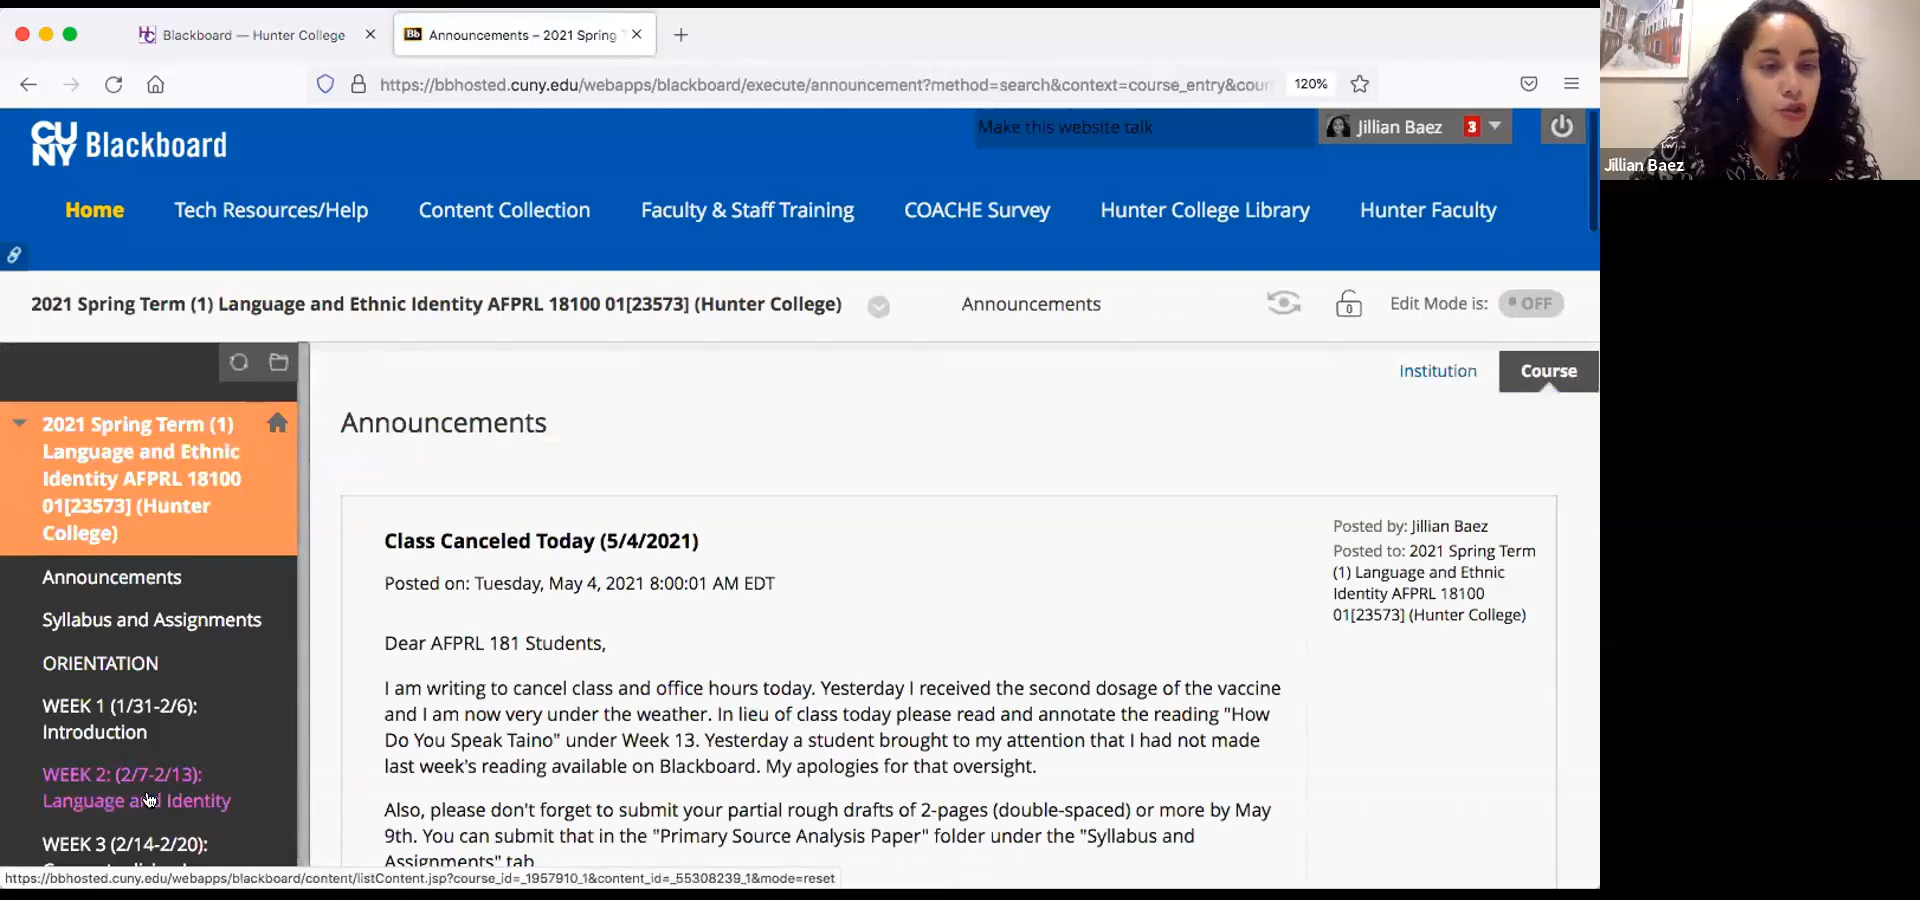 Blackboard — Hunter College
Bb Announcements – 2021 Spring T
https://bbhosted.cuny.edu/webapps/blackboard/execute/announcement?method=search&context=course_entry&cour
120%
CU
NY Blackboard
Make this website talk
Jillian Baez 3
Jillian Baez
Home Tech Resources/Help Content Collection Faculty & Staff Training COACHE Survey Hunter College Library Hunter Faculty
2021 Spring Term (1) Language and Ethnic Identity AFPRL 18100 01[23573] (Hunter College) Announcements 0 Edit Mode is: OFF
Institution Course
2021 Spring Term (1)
Language and Ethnic
Identity AFPRL 18100
01[23573] (Hunter
College)
Announcements
Syllabus and Assignments
ORIENTATION
WEEK 1 (1/31-2/6):
Introduction
WEEK 2: (2/7-2/13):
Language and Identity
WEEK 3 (2/14-2/20):
Announcements
Class Canceled Today (5/4/2021)
Posted on: Tuesday, May 4, 2021 8:00:01 AM EDT
Dear AFPRL 181 Students,
I am writing to cancel class and office hours today. Yesterday I received the second dosage of the vaccine
and I am now very under the weather. In lieu of class today please read and annotate the reading "How
Do You Speak Taino" under Week 13. Yesterday a student brought to my attention that I had not made
last week's reading available on Blackboard. My apologies for that oversight.
Also, please don't forget to submit your partial rough drafts of 2-pages (double-spaced) or more by May
9th. You can submit that in the "Primary Source Analysis Paper" folder under the "Syllabus and
Assignments" tab.
Posted by: Jillian Baez
Posted to: 2021 Spring Term
(1) Language and Ethnic
Identity AFPRL 18100
01[23573] (Hunter College)
https://bbhosted.cuny.edu/webapps/blackboard/content/listContent.jsp?course_id=_1957910_1&content_id=_55308239_1&mode=reset